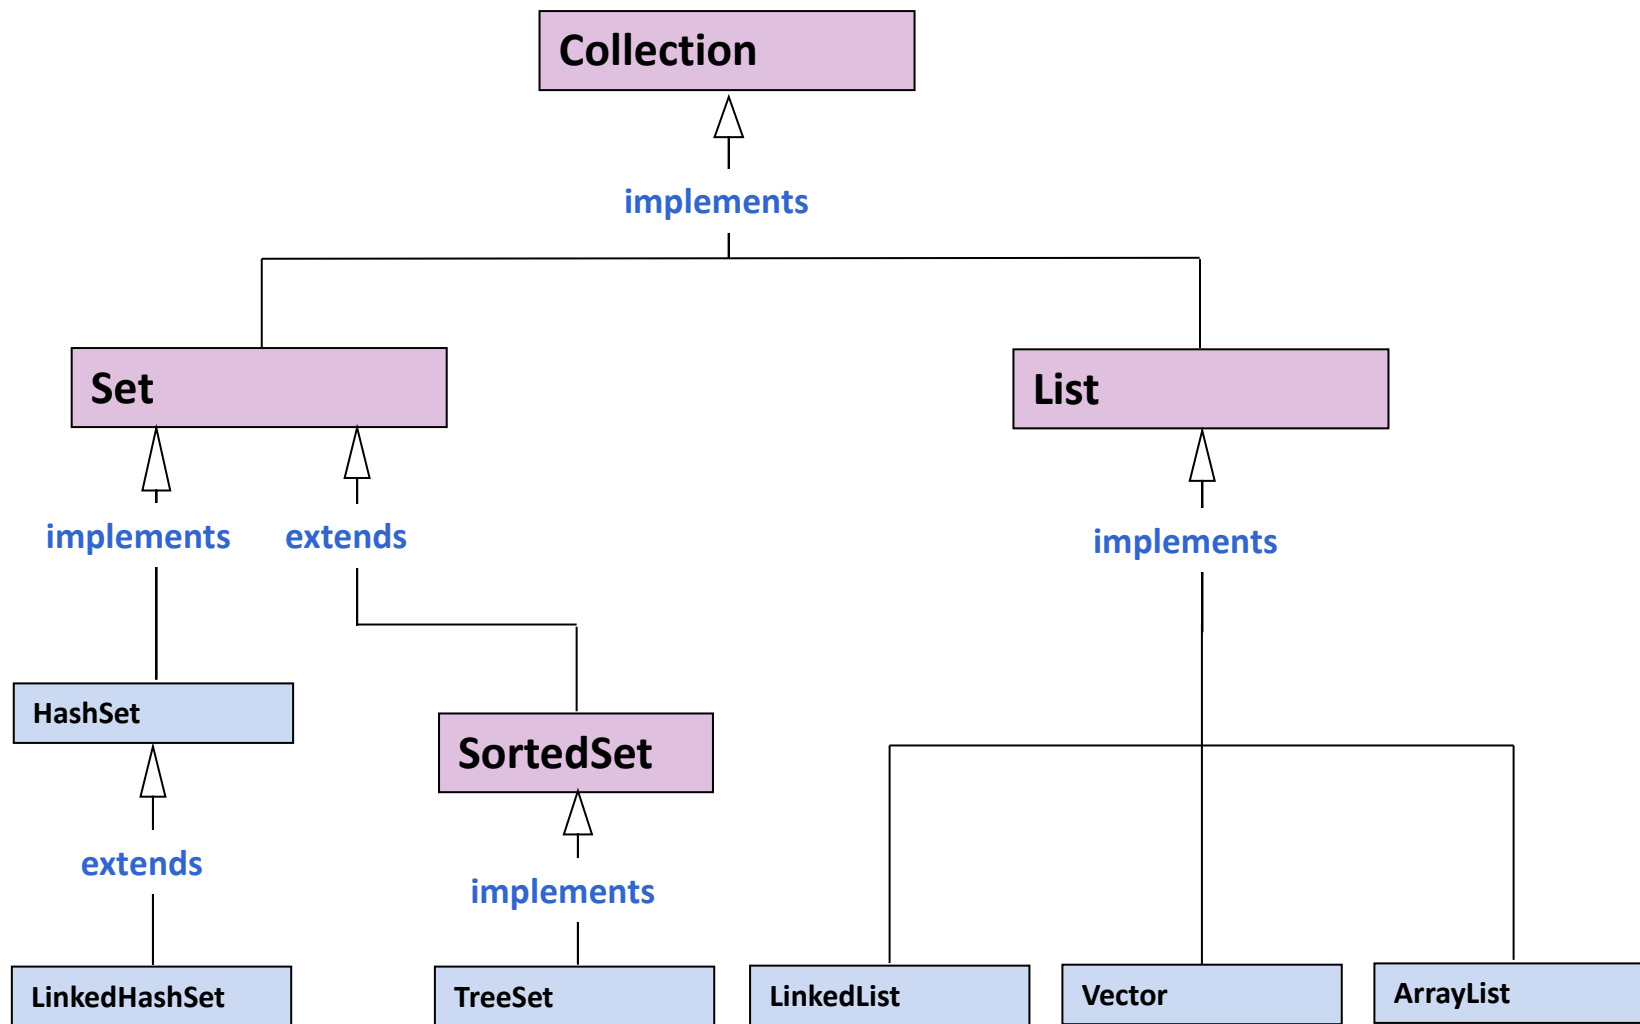 Collection
implements
Set
List
implements
extends
implements
HashSet
SortedSet
extends
implements
LinkedHashSet
TreeSet
LinkedList
Vector
ArrayList